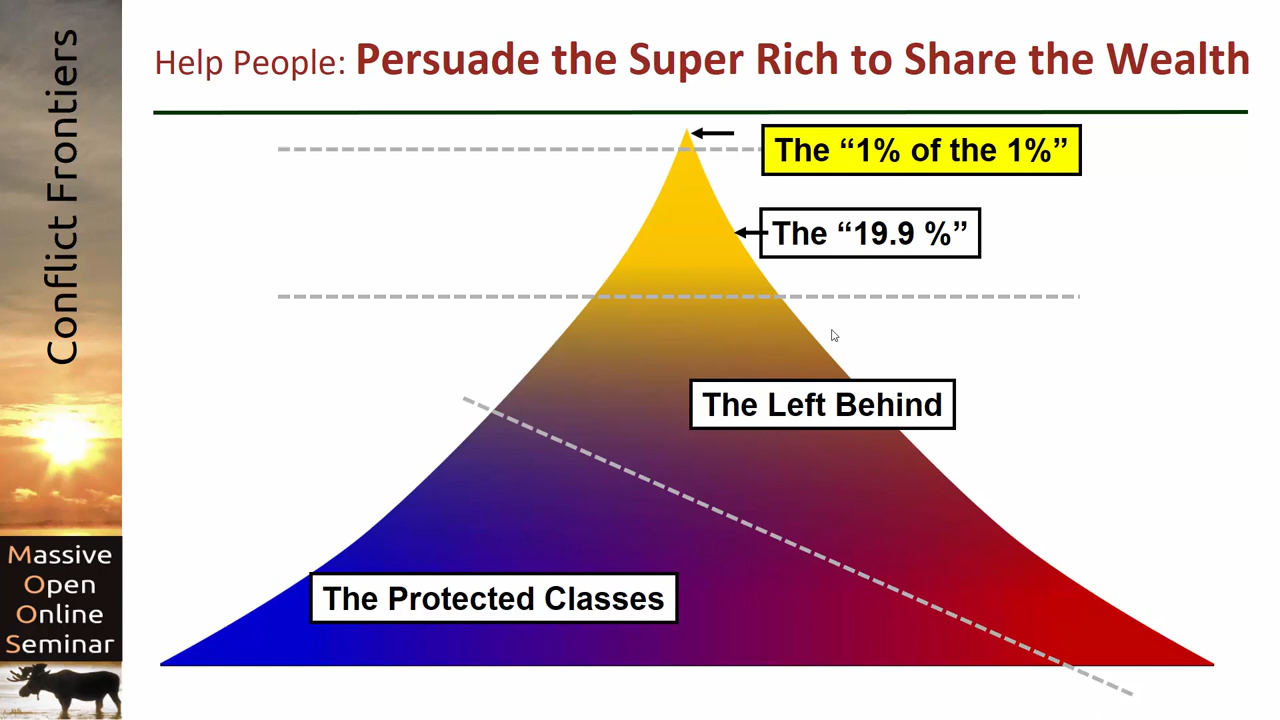 Conflict Frontiers
Help People: Persuade the Super Rich to Share the Wealth
The “1% of the 1%”
The “19.9 %”
The Left Behind
The Protected Classes
Massive
Open
Online
Seminar